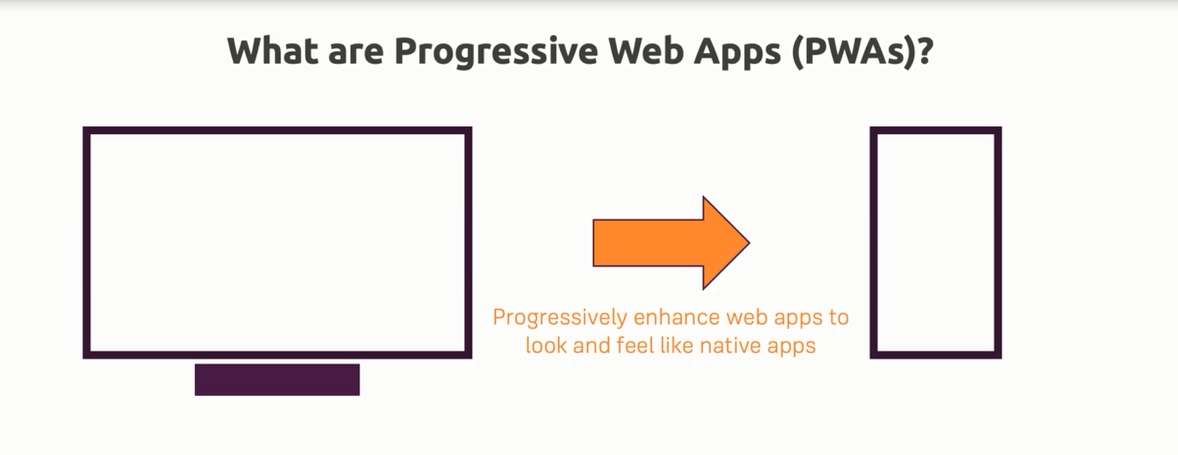 What are Progressive Web Apps (PWAs)?
Progressively enhance web apps to
look and feel like native apps